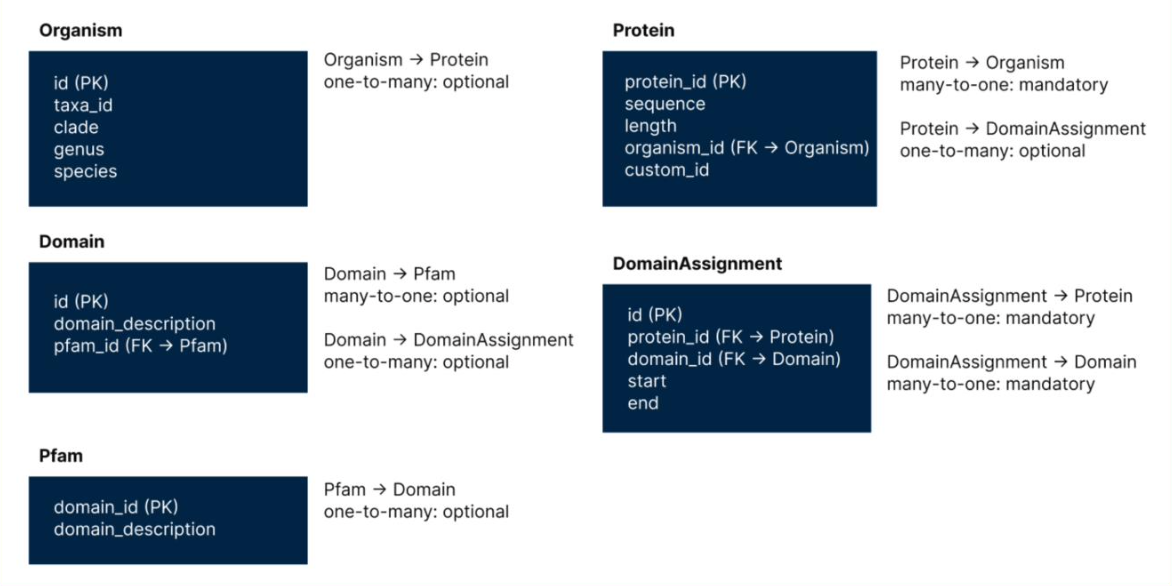 Organism
id (PK)
taxa_id
clade
genus
species
Organism → Protein
one-to-many: optional
Protein
protein_id (PK)
sequence
length
organism_id (FK → Organism)
custom_id
Protein → Organism
many-to-one: mandatory
Protein → DomainAssignment
one-to-many: optional
Domain
id (PK)
domain_description
pfam_id (FK → Pfam)
Domain → Pfam
many-to-one: optional
Domain → DomainAssignment
one-to-many: optional
DomainAssignment
id (PK)
protein_id (FK → Protein)
domain_id (FK → Domain)
start
end
DomainAssignment → Protein
many-to-one: mandatory
DomainAssignment → Domain
many-to-one: mandatory
Pfam
domain_id (PK)
domain_description
Pfam → Domain
one-to-many: optional